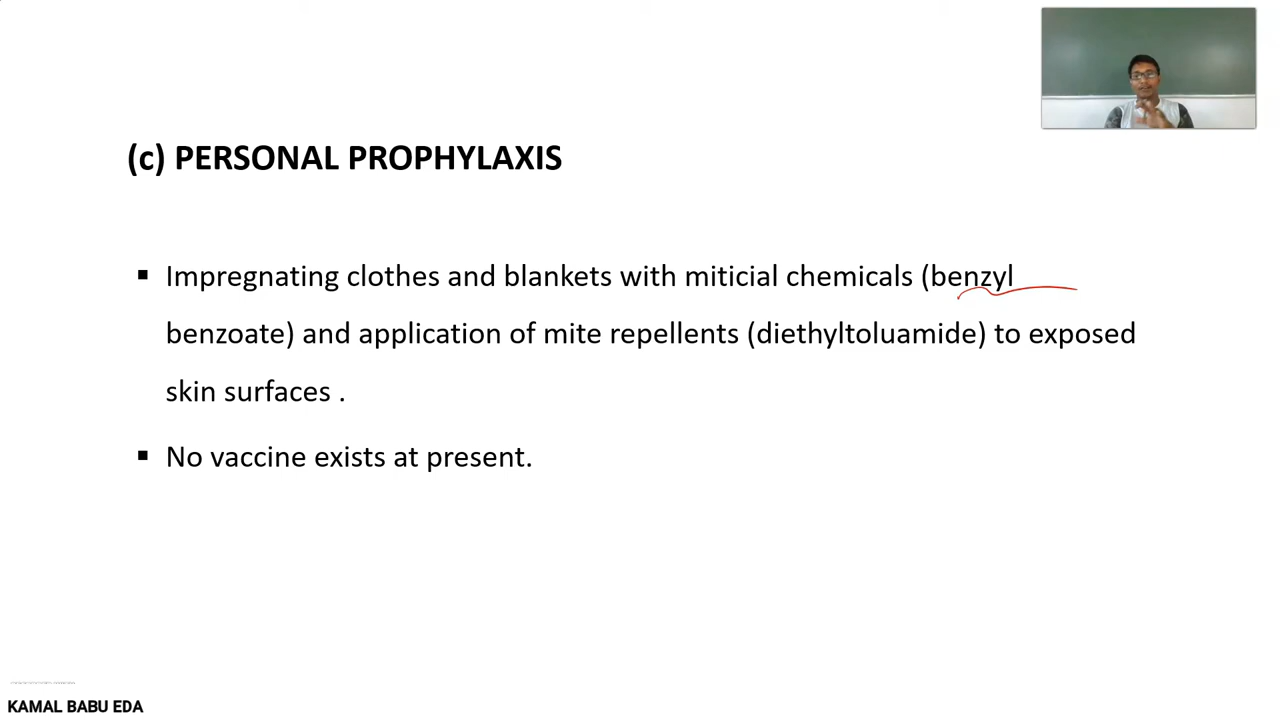 (c) PERSONAL PROPHYLAXIS
▪ Impregnating clothes and blankets with miticial chemicals (benzyl
benzoate) and application of mite repellents (diethyltoluamide) to exposed
skin surfaces .
▪ No vaccine exists at present.
KAMAL BABU EDA